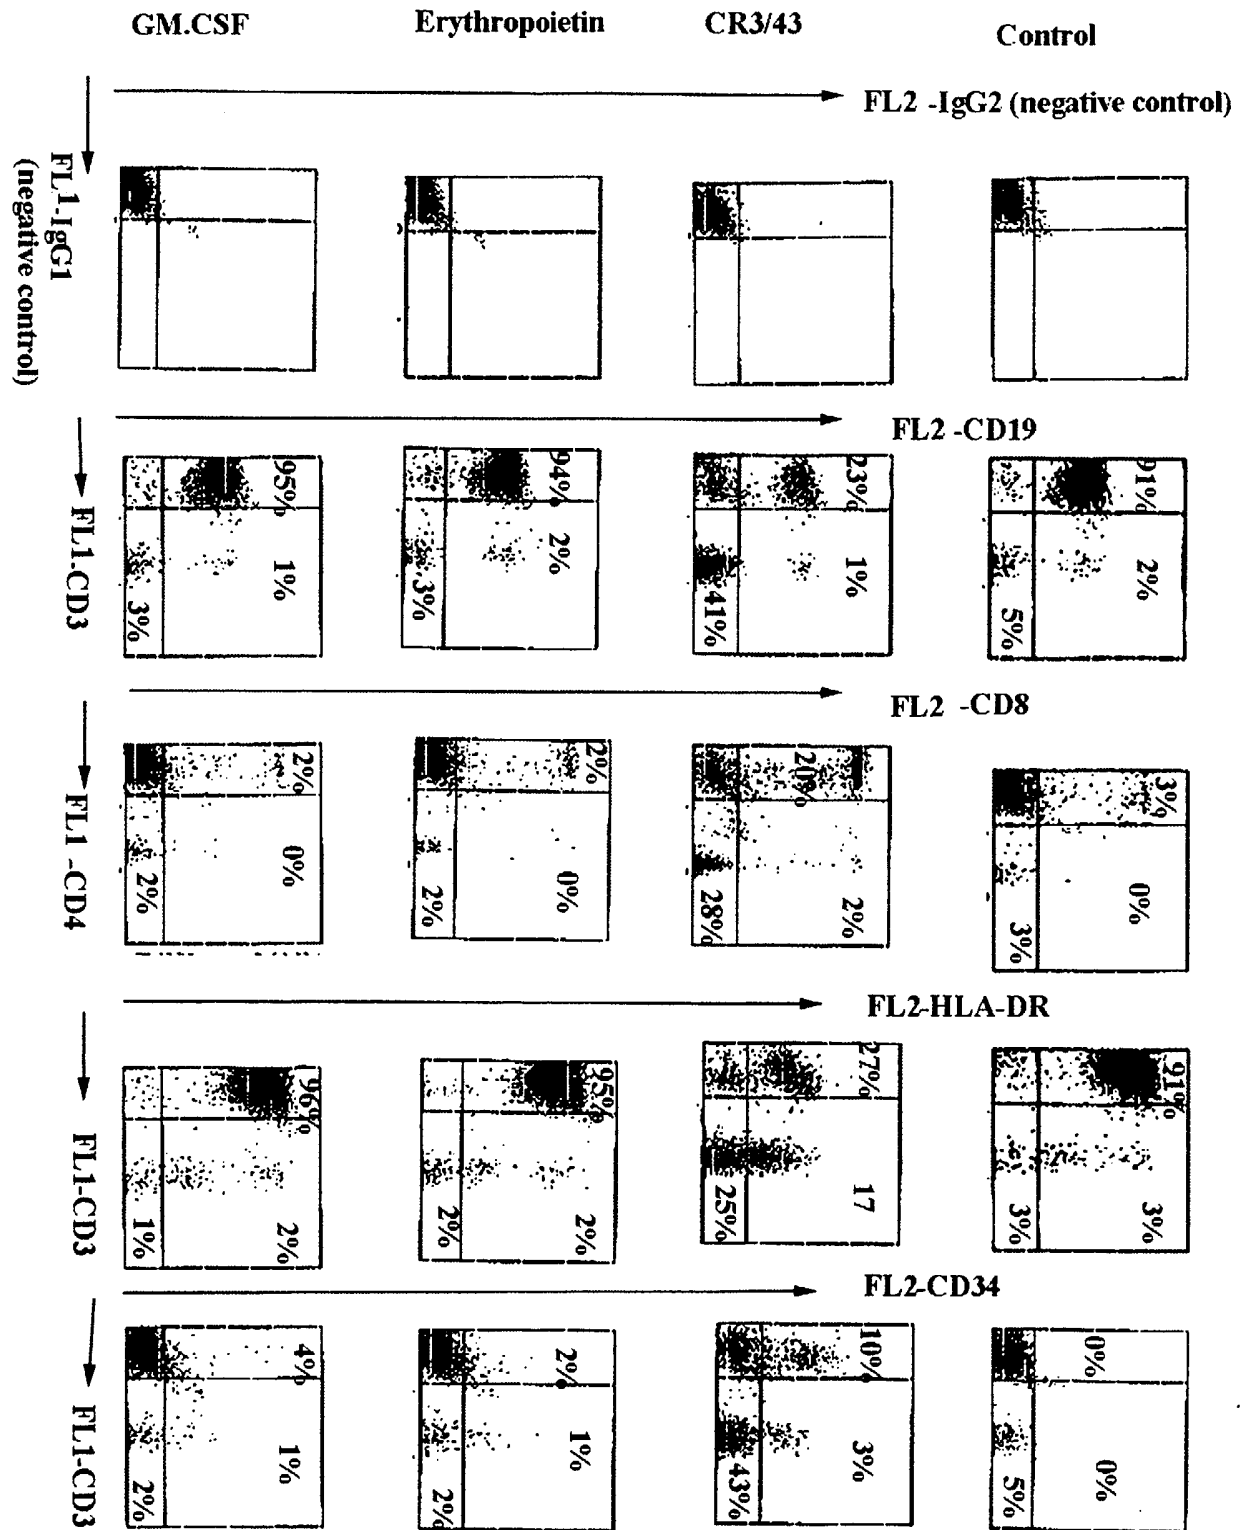 GM.CSF Erythropoietin CR3/43 Control
FL2 -IgG2 (negative control)
FL1-IgG1
(negative control)
FL2 -CD19
FL1-CD3
95% 1% 3%
94% 2% 3%
23% 1% 41%
91% 2% 5%
FL2 -CD8
FL1 -CD4
2% 0% 2%
2% 0% 2%
20% 2% 28%
3% 0% 3%
FL2-HLA-DR
FL1-CD3
96% 2% 1%
95% 2% 2%
27% 17 25%
91% 3% 3%
FL2-CD34
FL1-CD3
4% 1% 2%
2% 1% 2%
10% 3% 43%
0% 0% 5%